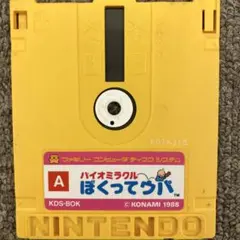 ファミリー コンピュータ ディスク システム
A
バイオミラクル
ぼくってウパ
TM
KDS-BOK
© KONAMI 1988
NINTENDO